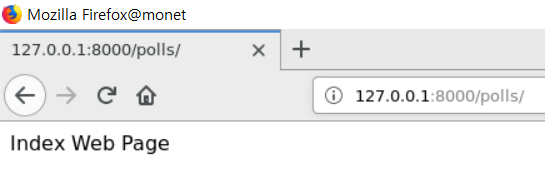 Mozilla Firefox@monet
127.0.0.1:8000/polls/
127.0.0.1:8000/polls/
Index Web Page